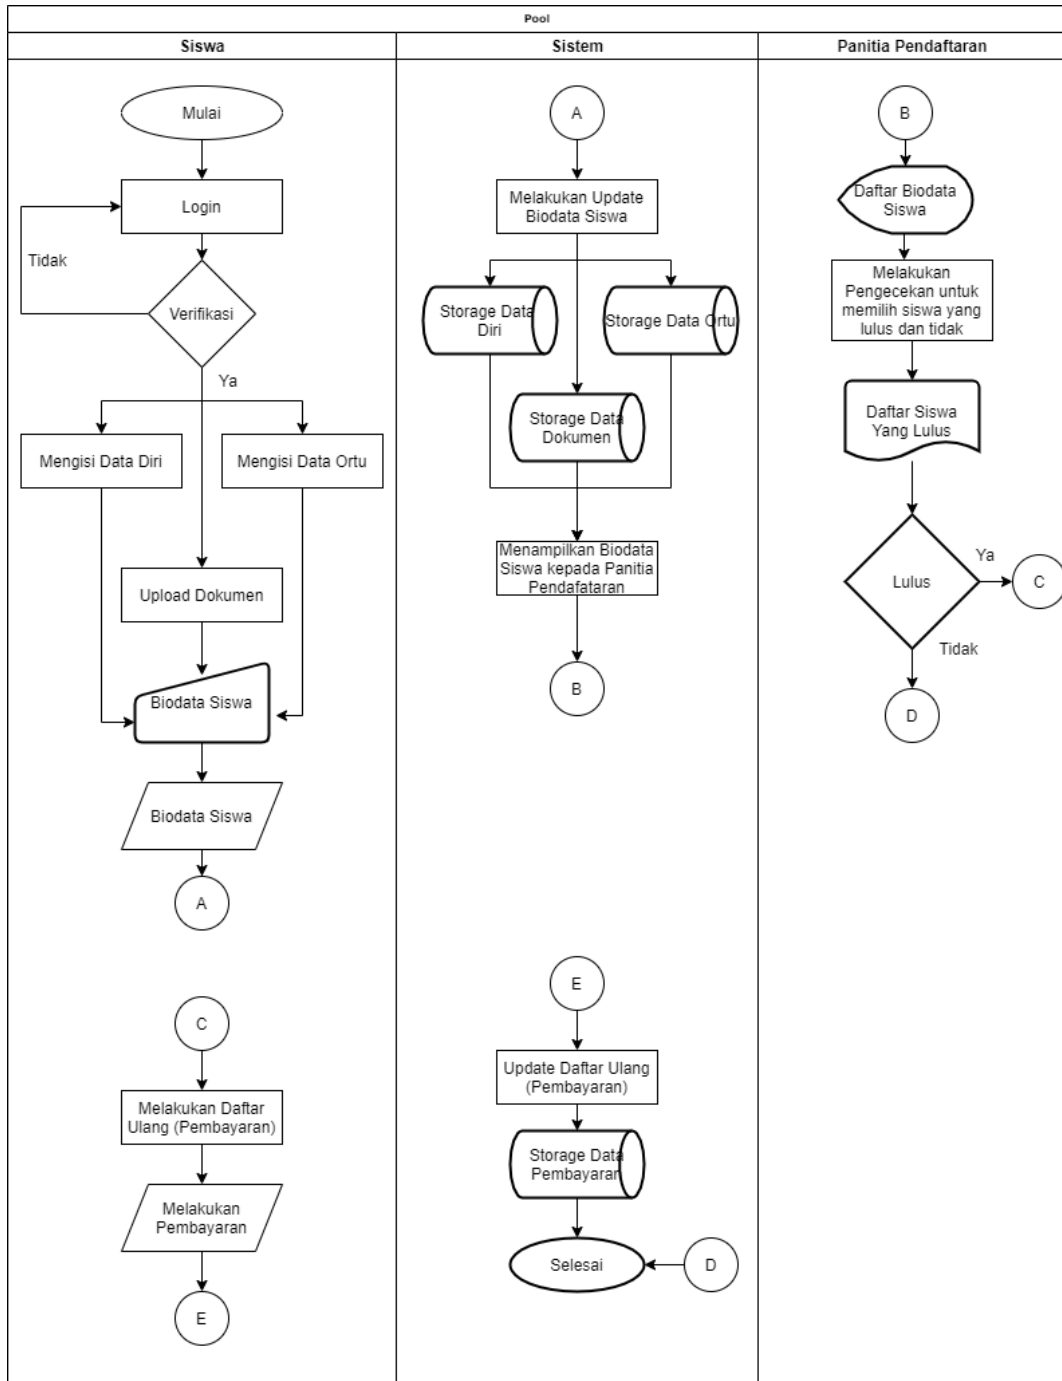 Pool
Siswa
Sistem
Panitia Pendaftaran
Mulai
Login
Tidak
Verifikasi
Ya
Mengisi Data Diri
Mengisi Data Ortu
Upload Dokumen
Biodata Siswa
Biodata Siswa
A
C
Melakukan Daftar
Ulang (Pembayaran)
Melakukan
Pembayaran
E
A
Melakukan Update
Biodata Siswa
Storage Data
Diri
Storage Data Ortu
Storage Data
Dokumen
Menampilkan Biodata
Siswa kepada Panitia
Pendafataran
B
E
Update Daftar Ulang
(Pembayaran)
Storage Data
Pembayaran
Selesai
D
B
Daftar Biodata
Siswa
Melakukan
Pengecekan untuk
memilih siswa yang
lulus dan tidak
Daftar Siswa
Yang Lulus
Lulus
Ya
C
Tidak
D